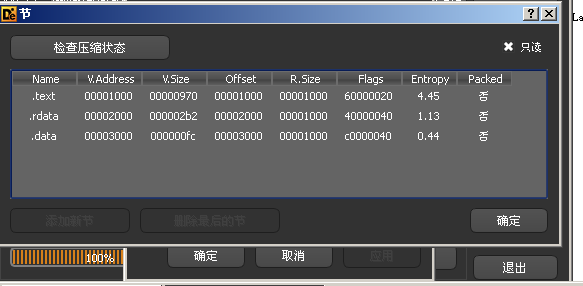 节
La
检查压缩状态
只读
Name V.Address V.Size Offset R.Size Flags Entropy Packed
.text 00001000 00000970 00001000 00001000 60000020 4.45 否
.rdata 00002000 000002b2 00002000 00001000 40000040 1.13 否
.data 00003000 000000fc 00003000 00001000 c0000040 0.44 否
添加新节 删除最后的节 确定
100% 确定 取消 应用
退出